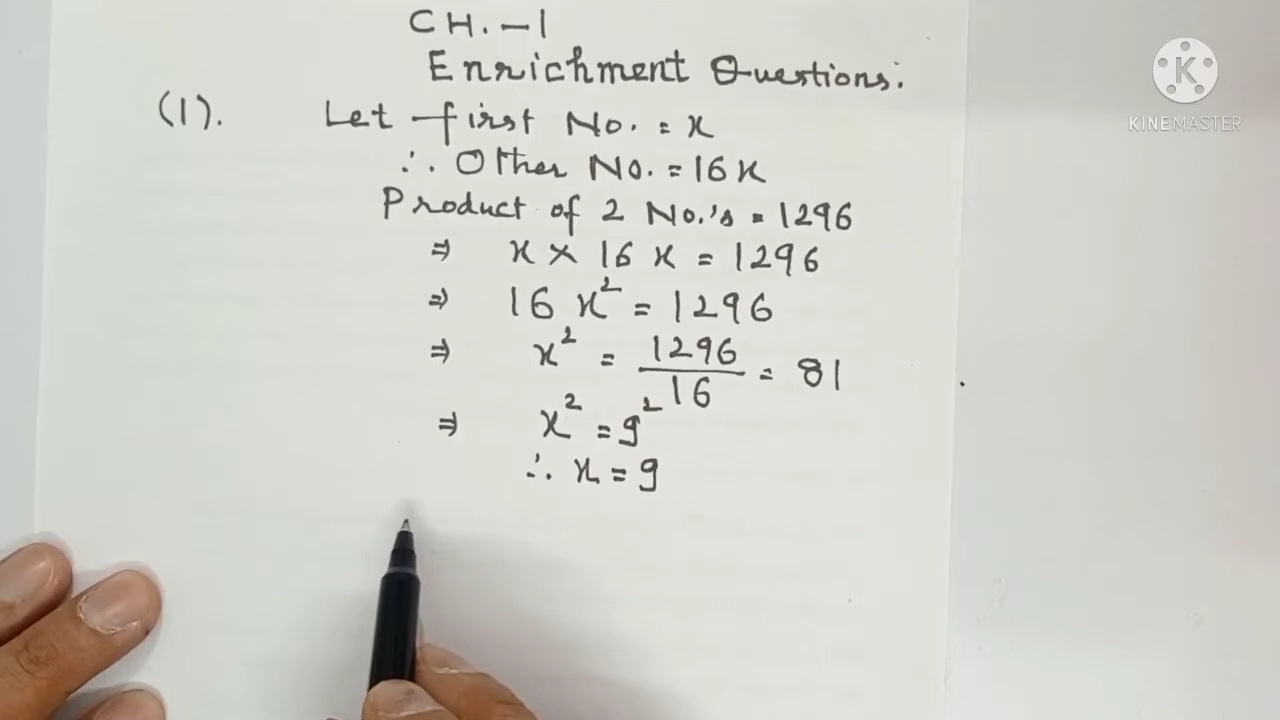 CH.-1
Enrichment Questions:
(1). Let first No. = x
∴ Other No. = 16x
Product of 2 No.'s = 1296
⇒ x × 16 x = 1296
⇒ 16 x² = 1296
⇒ x² = 1296/16 = 81
⇒ x² = 9²
∴ x = 9
K
KINEMASTER